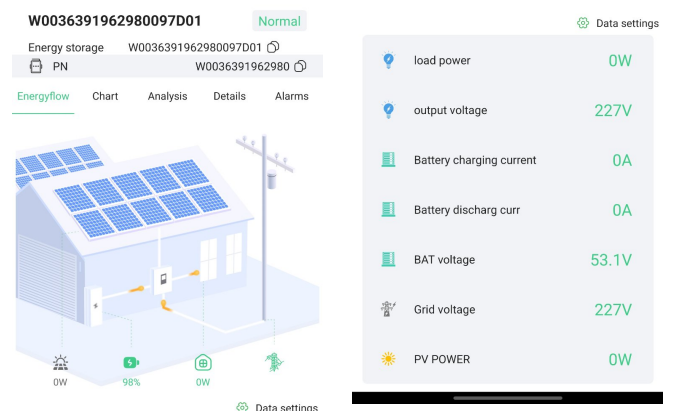 W0036391962980097D01 Normal
Energy storage W0036391962980097D01
PN W0036391962980
Energyflow Chart Analysis Details Alarms
0W 98% 0W
Data settings
Data settings
load power 0W
output voltage 227V
Battery charging current 0A
Battery discharg curr 0A
BAT voltage 53.1V
Grid voltage 227V
PV POWER 0W